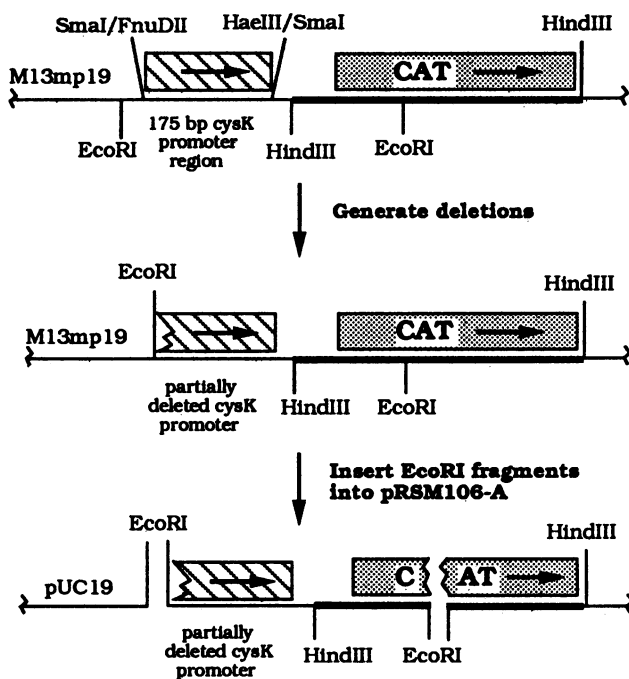 SmaI/FnuDII
HaeIII/SmaI
HindIII
M13mp19
CAT
EcoRI
175 bp cysK
promoter
region
HindIII
EcoRI
Generate deletions
EcoRI
HindIII
M13mp19
CAT
partially
deleted cysK
promoter
HindIII
EcoRI
Insert EcoRI fragments
into pRSM106-A
EcoRI
HindIII
pUC19
C
AT
partially
deleted cysK
promoter
HindIII
EcoRI